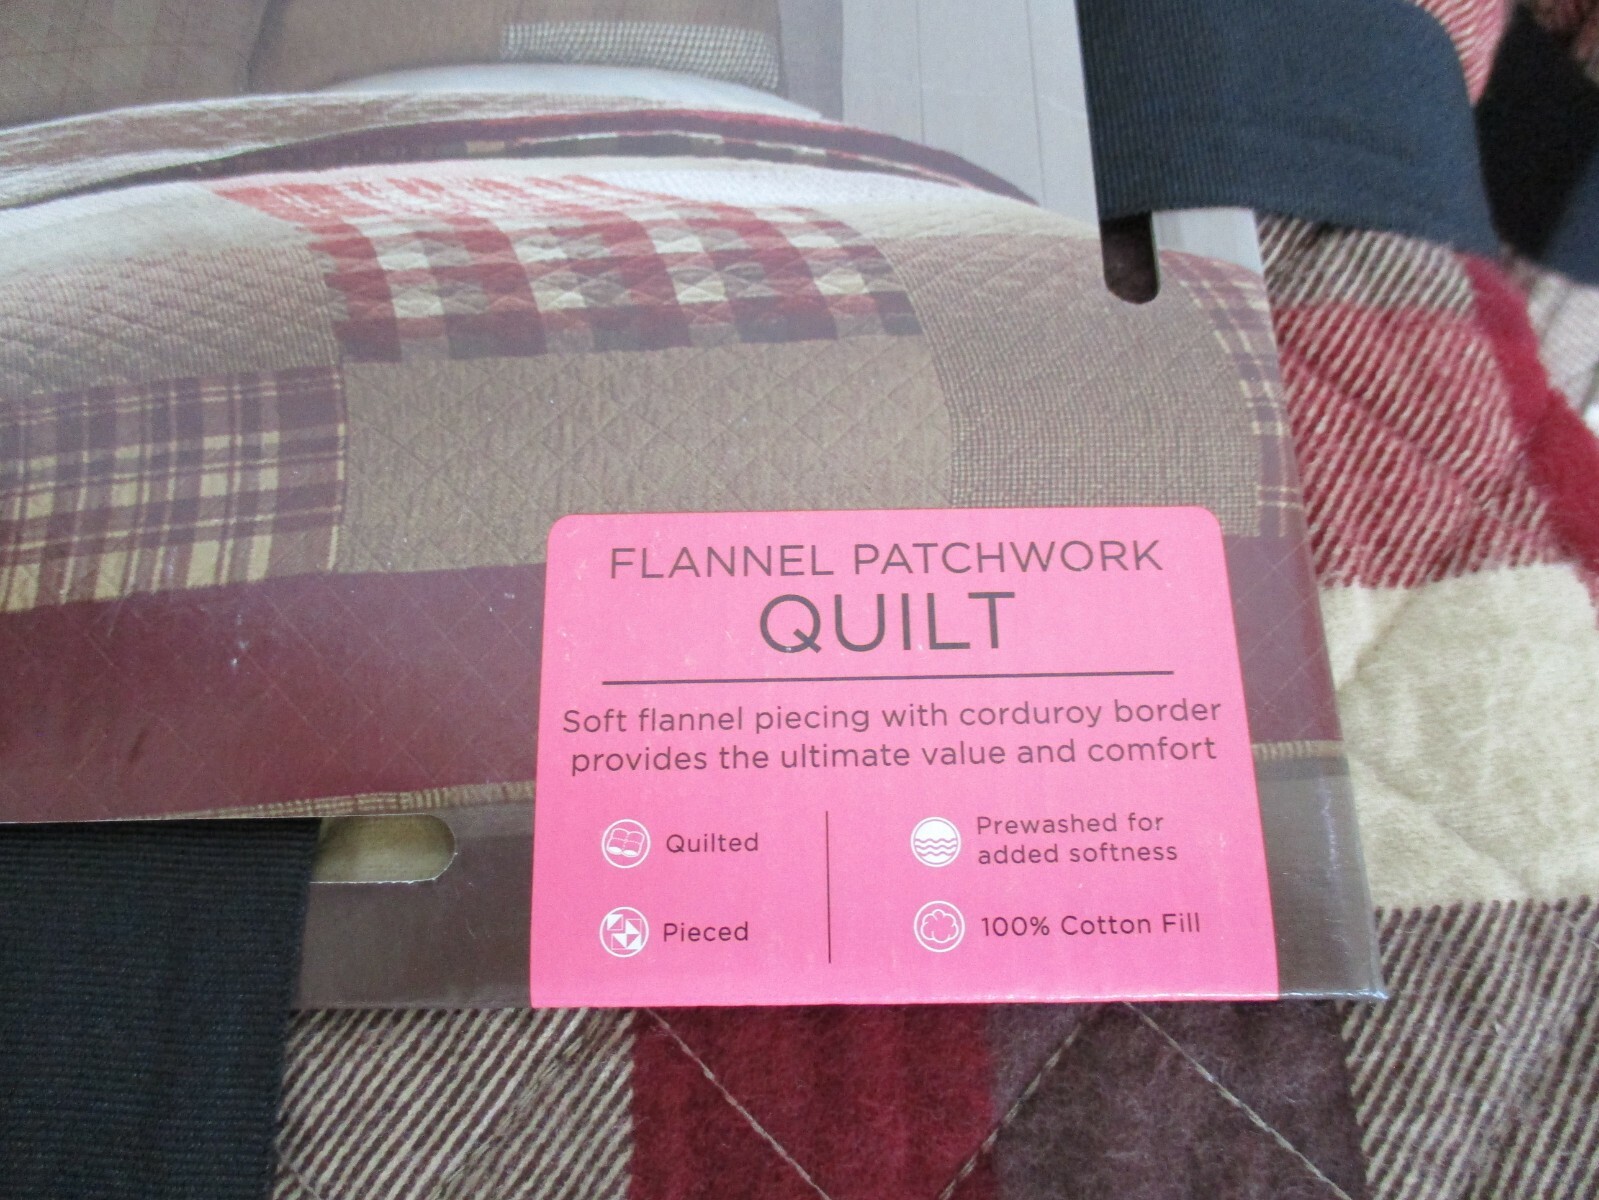 FLANNEL PATCHWORK
QUILT
Soft flannel piecing with corduroy border
provides the ultimate value and comfort
Quilted
Pieced
Prewashed for
added softness
100% Cotton Fill